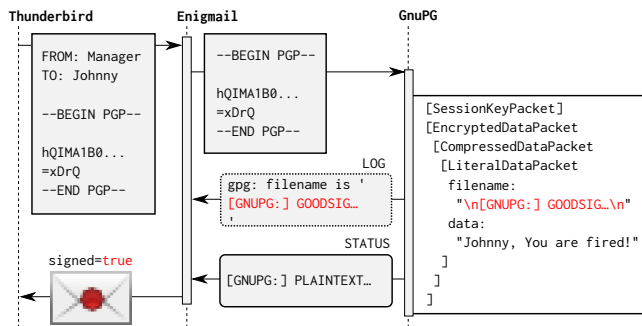 Thunderbird
Enigmail
GnuPG
FROM: Manager
TO: Johnny
--BEGIN PGP--
hQIMA1B0...
=xDrQ
--END PGP--
--BEGIN PGP--
hQIMA1B0...
=xDrQ
--END PGP--
[SessionKeyPacket]
[EncryptedDataPacket
[CompressedDataPacket
[LiteralDataPacket
filename:
"\n[GNUPG:] GOODSIG…\n"
data:
"Johnny, You are fired!"
]
]
]
LOG
gpg: filename is '
[GNUPG:] GOODSIG…
'
STATUS
[GNUPG:] PLAINTEXT…
signed=true